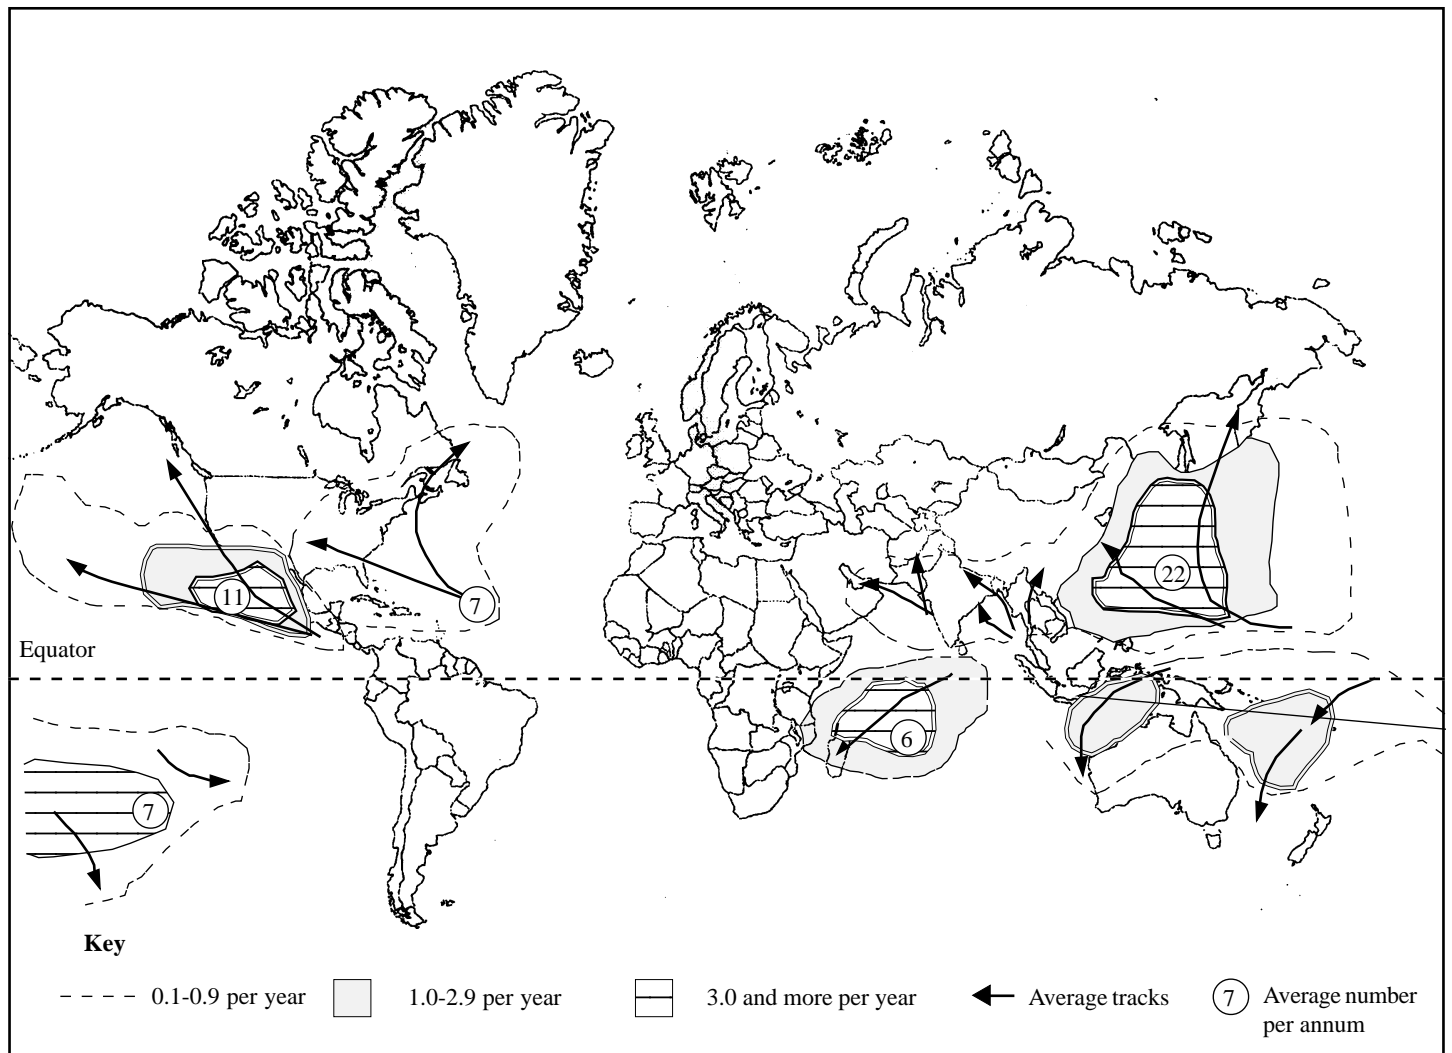 22
11
7
Equator
6
7
Key
0.1-0.9 per year
1.0-2.9 per year
3.0 and more per year
Average tracks
7
Average number
per annum